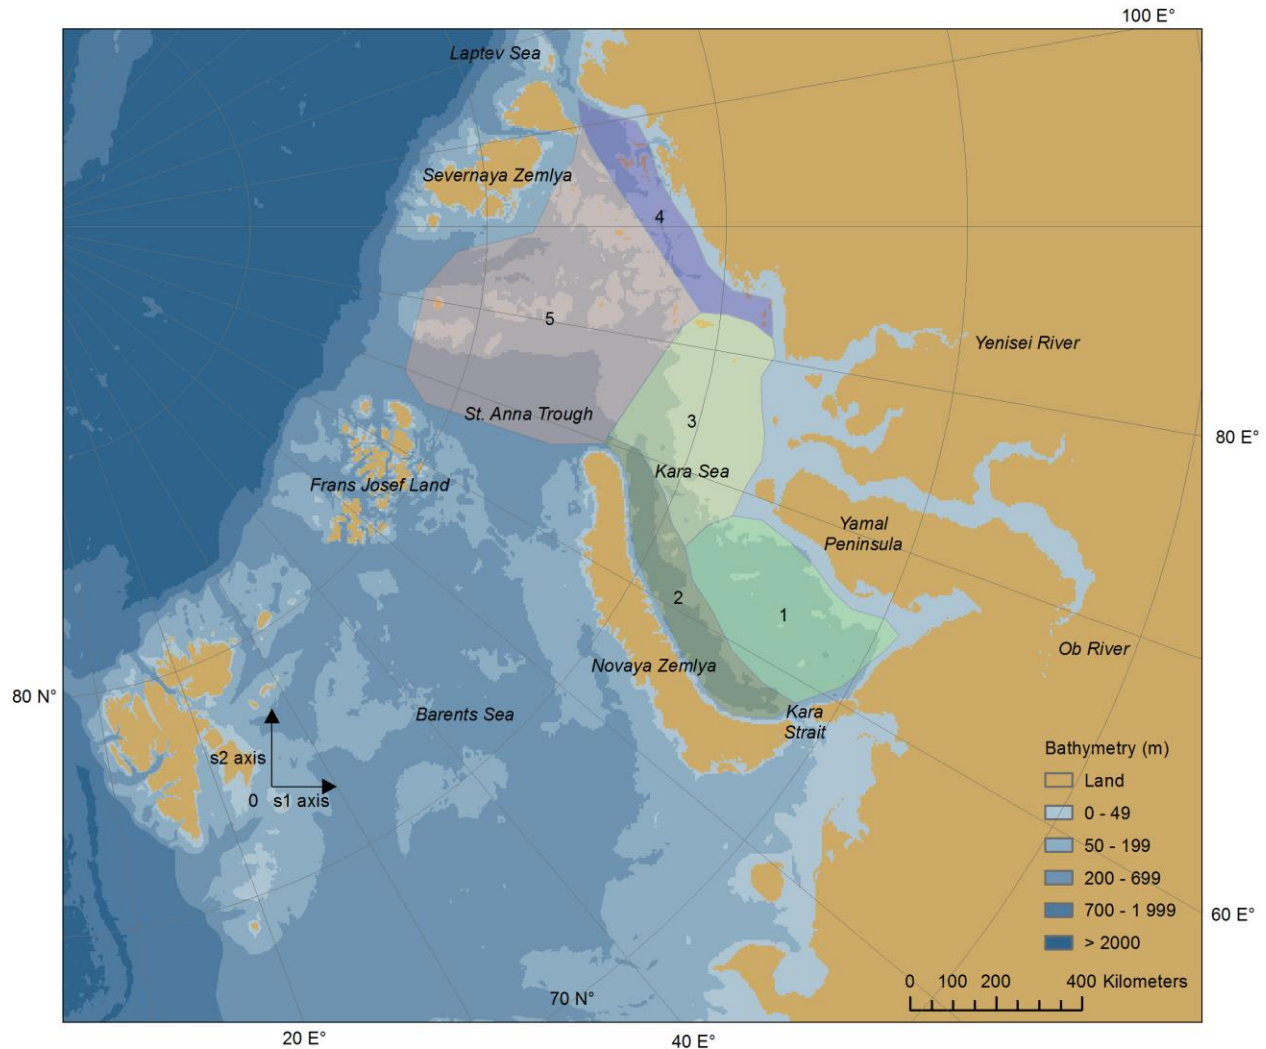 100 E°
Laptev Sea
Severnaya Zemlya
4
5
Yenisei River
St. Anna Trough
3
80 E°
Kara Sea
Frans Josef Land
Yamal
Peninsula
2
1
Ob River
Novaya Zemlya
80 N°
Barents Sea
Kara
Strait
s2 axis
0 s1 axis
Bathymetry (m)
Land
0 - 49
50 - 199
200 - 699
700 - 1 999
> 2000
60 E°
0 100 200 400 Kilometers
70 N°
20 E°
40 E°